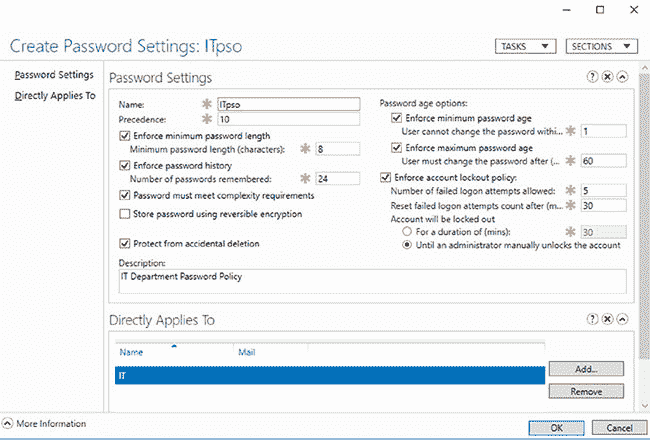 Create Password Settings: ITpso
TASKS
SECTIONS
Password Settings
Directly Applies To
Password Settings
Name:
ITpso
Precedence:
10
Enforce minimum password length
Minimum password length (characters):
8
Enforce password history
Number of passwords remembered:
24
Password must meet complexity requirements
Store password using reversible encryption
Protect from accidental deletion
Password age options:
Enforce minimum password age
User cannot change the password withi...
1
Enforce maximum password age
User must change the password after (...
60
Enforce account lockout policy:
Number of failed logon attempts allowed:
5
Reset failed logon attempts count after (m...
30
Account will be locked out
For a duration of (mins):
30
Until an administrator manually unlocks the account
Description:
IT Department Password Policy
Directly Applies To
Name
Mail
IT
Add...
Remove
More Information
OK
Cancel